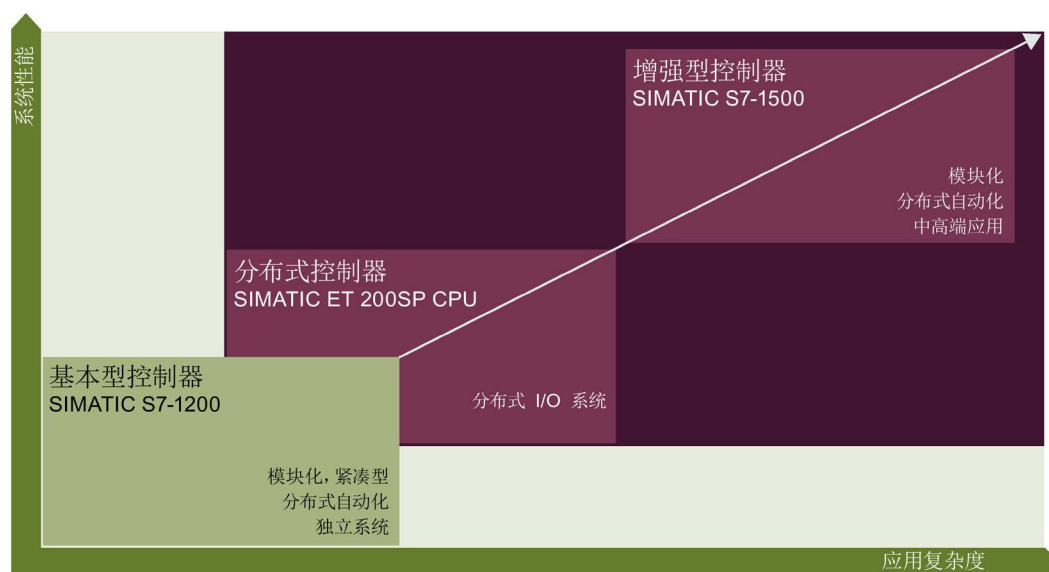 系统性能
增强型控制器
SIMATIC S7-1500
模块化
分布式自动化
中高端应用
分布式控制器
SIMATIC ET 200SP CPU
分布式 I/O 系统
基本型控制器
SIMATIC S7-1200
模块化，紧凑型
分布式自动化
独立系统
应用复杂度